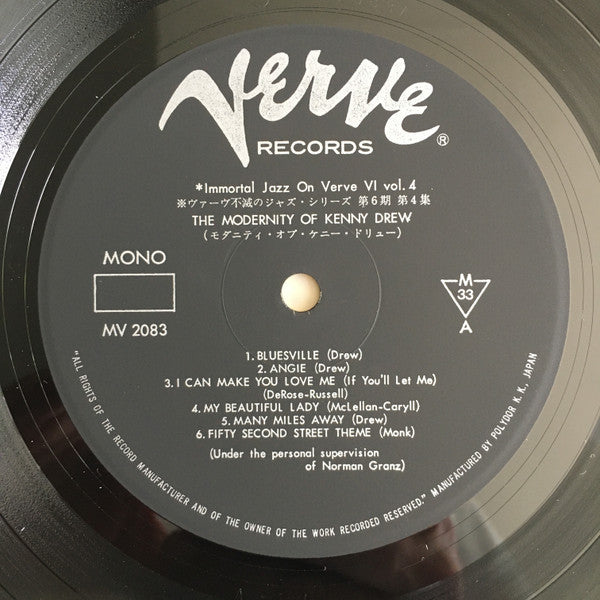 Verve
RECORDS ®
*Immortal Jazz On Verve VI vol. 4
※ヴァーヴ不滅のジャズ・シリーズ 第6期 第4集
THE MODERNITY OF KENNY DREW
(モダニティ・オブ・ケニー・ドリュー)
MONO
MV 2083
M
33
A
1. BLUESVILLE (Drew)
2. ANGIE (Drew)
3. I CAN MAKE YOU LOVE ME (If You'll Let Me)
(DeRose-Russell)
4. MY BEAUTIFUL LADY (McLellan-Caryll)
5. MANY MILES AWAY (Drew)
6. FIFTY SECOND STREET THEME (Monk)
(Under the personal supervision
of Norman Granz)
"ALL RIGHTS OF THE RECORD MANUFACTURER AND OF THE OWNER OF THE WORK RECORDED RESERVED." MANUFACTURED BY POLYDOR K. K., JAPAN